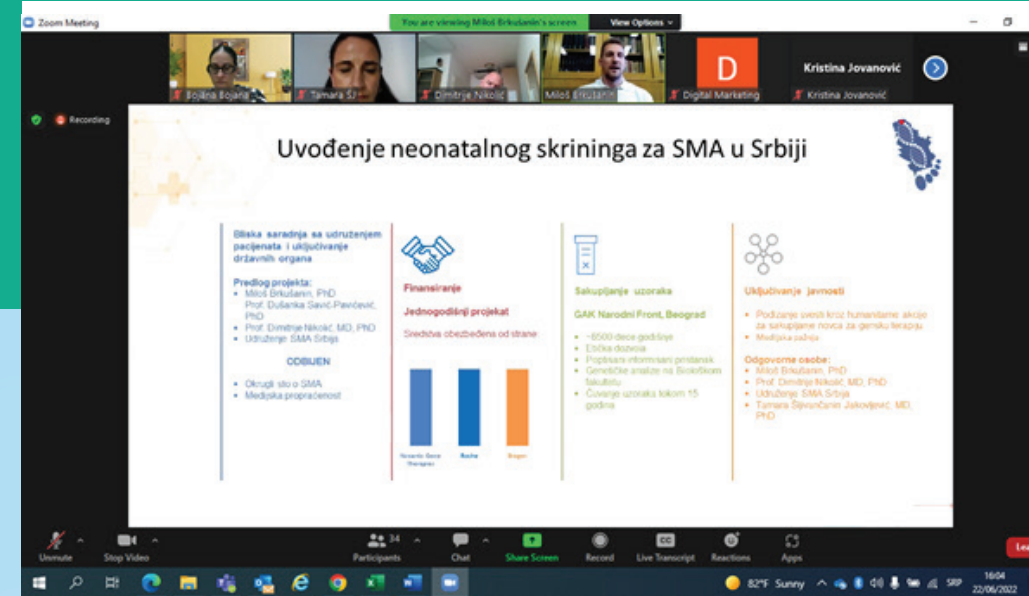 Zoom Meeting
You are viewing Miloš Brkušanin's screen
View Options
Bojana Bojana
Tamara ŠJ
Dimitrije Nikolić
Miloš Brkušanin
D
Digital Marketing
Kristina Jovanović
Kristina Jovanović
Recording
Uvođenje neonatalnog skrininga za SMA u Srbiji
Bliska saradnja sa udruženjem
pacijenata i uključivanje
državnih organa
Predlog projekta:
• Miloš Brkušanin, PhD
Prof. Dušanka Savić-Pavićević,
PhD
• Prof. Dimitrije Nikolić, MD, PhD
• Udruženje SMA Srbija
ODBIJEN
• Okrugli sto o SMA
• Medijska propraćenost
Finansiranje
Jednogodišnji projekat
Sredstva obezbeđena od strane:
Novartis Gene
Therapies
Roche
Biogen
Sakupljanje uzoraka
GAK Narodni Front, Beograd
• ~6500 dece godišnje
• Etička dozvola
• Potpisani informisani pristanak
• Genetičke analize na Biološkom
fakultetu
• Čuvanje uzoraka tokom 15
godina
Uključivanje javnosti
• Podizanje svesti kroz humanitarne akcije
za sakupljanje novca za gensku terapiju
• Medijska pažnja
Odgovorne osobe:
• Miloš Brkušanin, PhD
• Prof. Dimitrije Nikolić, MD, PhD
• Udruženje SMA Srbija
• Tamara Šljivančanin Jakovljević, MD,
PhD
Unmute
Stop Video
34
Participants
Chat
Share Screen
Record
CC
Live Transcript
Reactions
Apps
Lea
82°F Sunny
SRP
16:04
22/06/2022